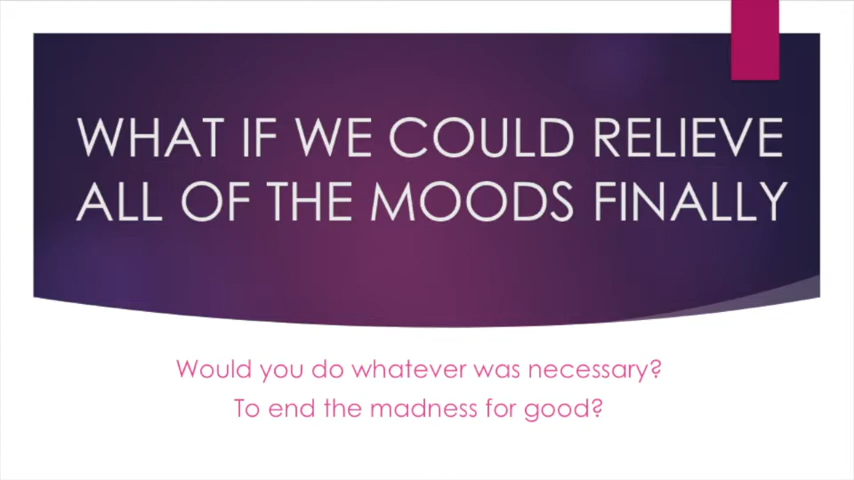 WHAT IF WE COULD RELIEVE
ALL OF THE MOODS FINALLY
Would you do whatever was necessary?
To end the madness for good?